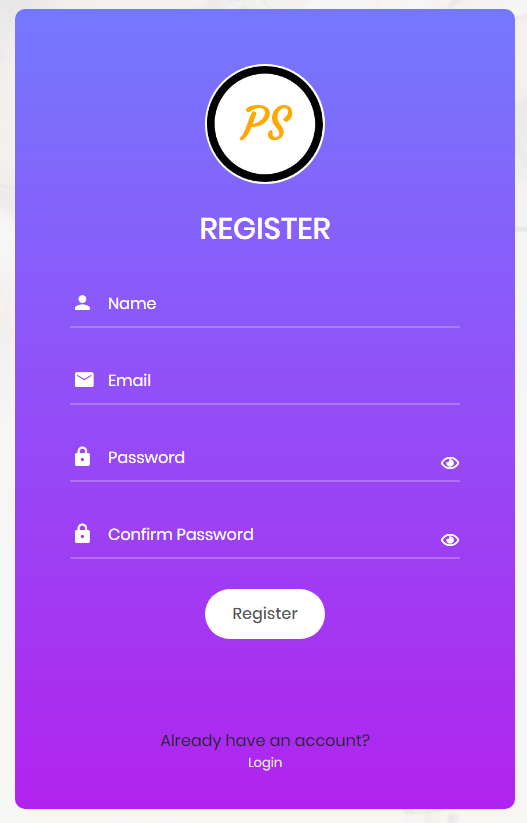 PS
REGISTER
Name
Email
Password
Confirm Password
Register
Already have an account?
Login